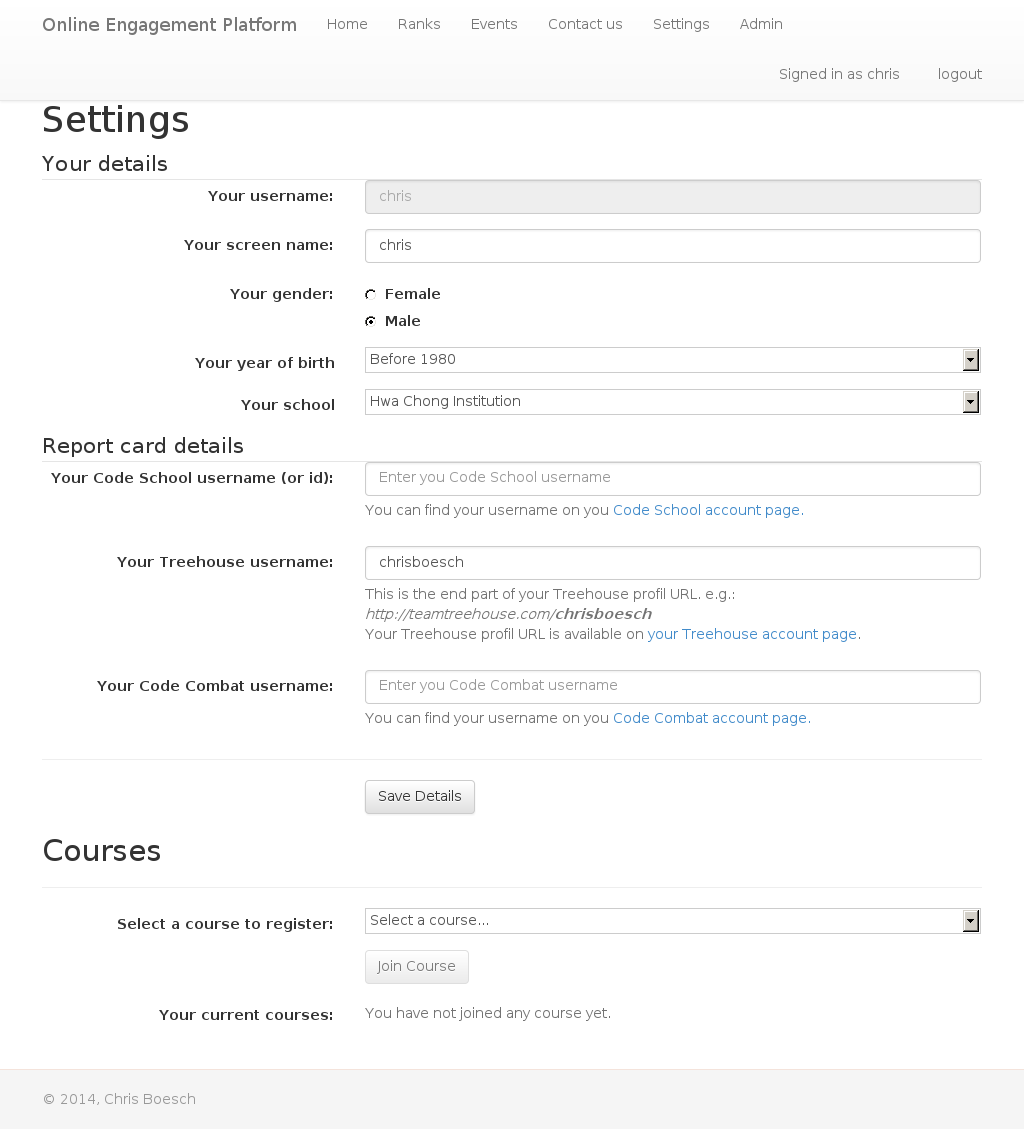 Online Engagement Platform Home Ranks Events Contact us Settings Admin
Signed in as chris logout
Settings
Your details
Your username: chris
Your screen name: chris
Your gender: Female
Male
Your year of birth Before 1980
Your school Hwa Chong Institution
Report card details
Your Code School username (or id): Enter you Code School username
You can find your username on you Code School account page.
Your Treehouse username: chrisboesch
This is the end part of your Treehouse profil URL. e.g.:
http://teamtreehouse.com/chrisboesch
Your Treehouse profil URL is available on your Treehouse account page.
Your Code Combat username: Enter you Code Combat username
You can find your username on you Code Combat account page.
Save Details
Courses
Select a course to register: Select a course...
Join Course
Your current courses: You have not joined any course yet.
© 2014, Chris Boesch